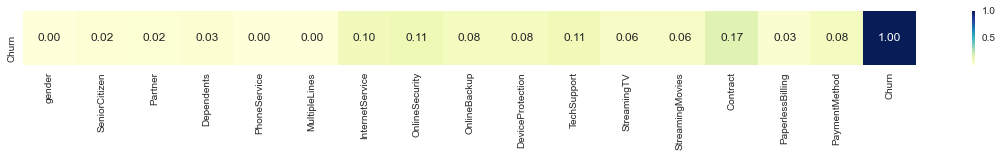 Churn
0.00 0.02 0.02 0.03 0.00 0.00 0.10 0.11 0.08 0.08 0.11 0.06 0.06 0.17 0.03 0.08 1.00
gender
SeniorCitizen
Partner
Dependents
PhoneService
MultipleLines
InternetService
OnlineSecurity
OnlineBackup
DeviceProtection
TechSupport
StreamingTV
StreamingMovies
Contract
PaperlessBilling
PaymentMethod
Churn
1.0
0.5